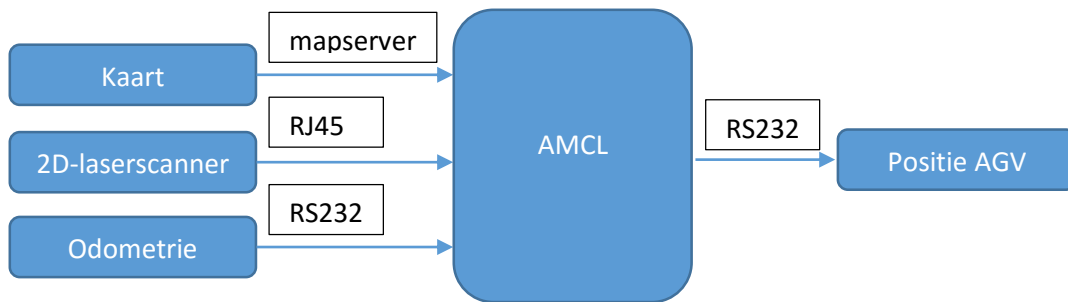 mapserver
Kaart
RJ45
2D-laserscanner
RS232
Odometrie
AMCL
RS232
Positie AGV